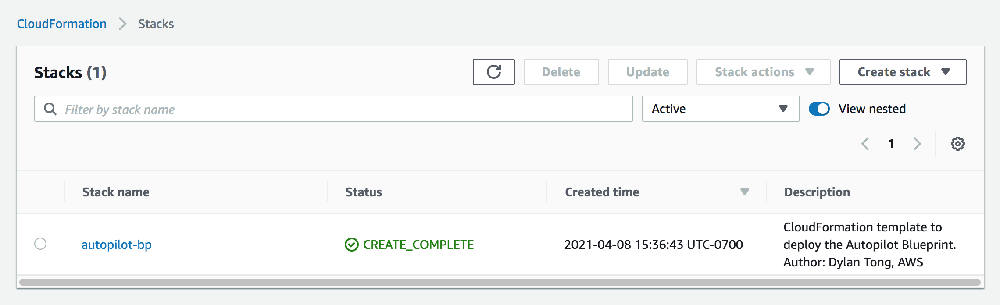 CloudFormation Stacks
Stacks (1) Delete Update Stack actions Create stack
Filter by stack name Active View nested
1
Stack name Status Created time Description
autopilot-bp CREATE_COMPLETE 2021-04-08 15:36:43 UTC-0700 CloudFormation template to
deploy the Autopilot Blueprint.
Author: Dylan Tong, AWS